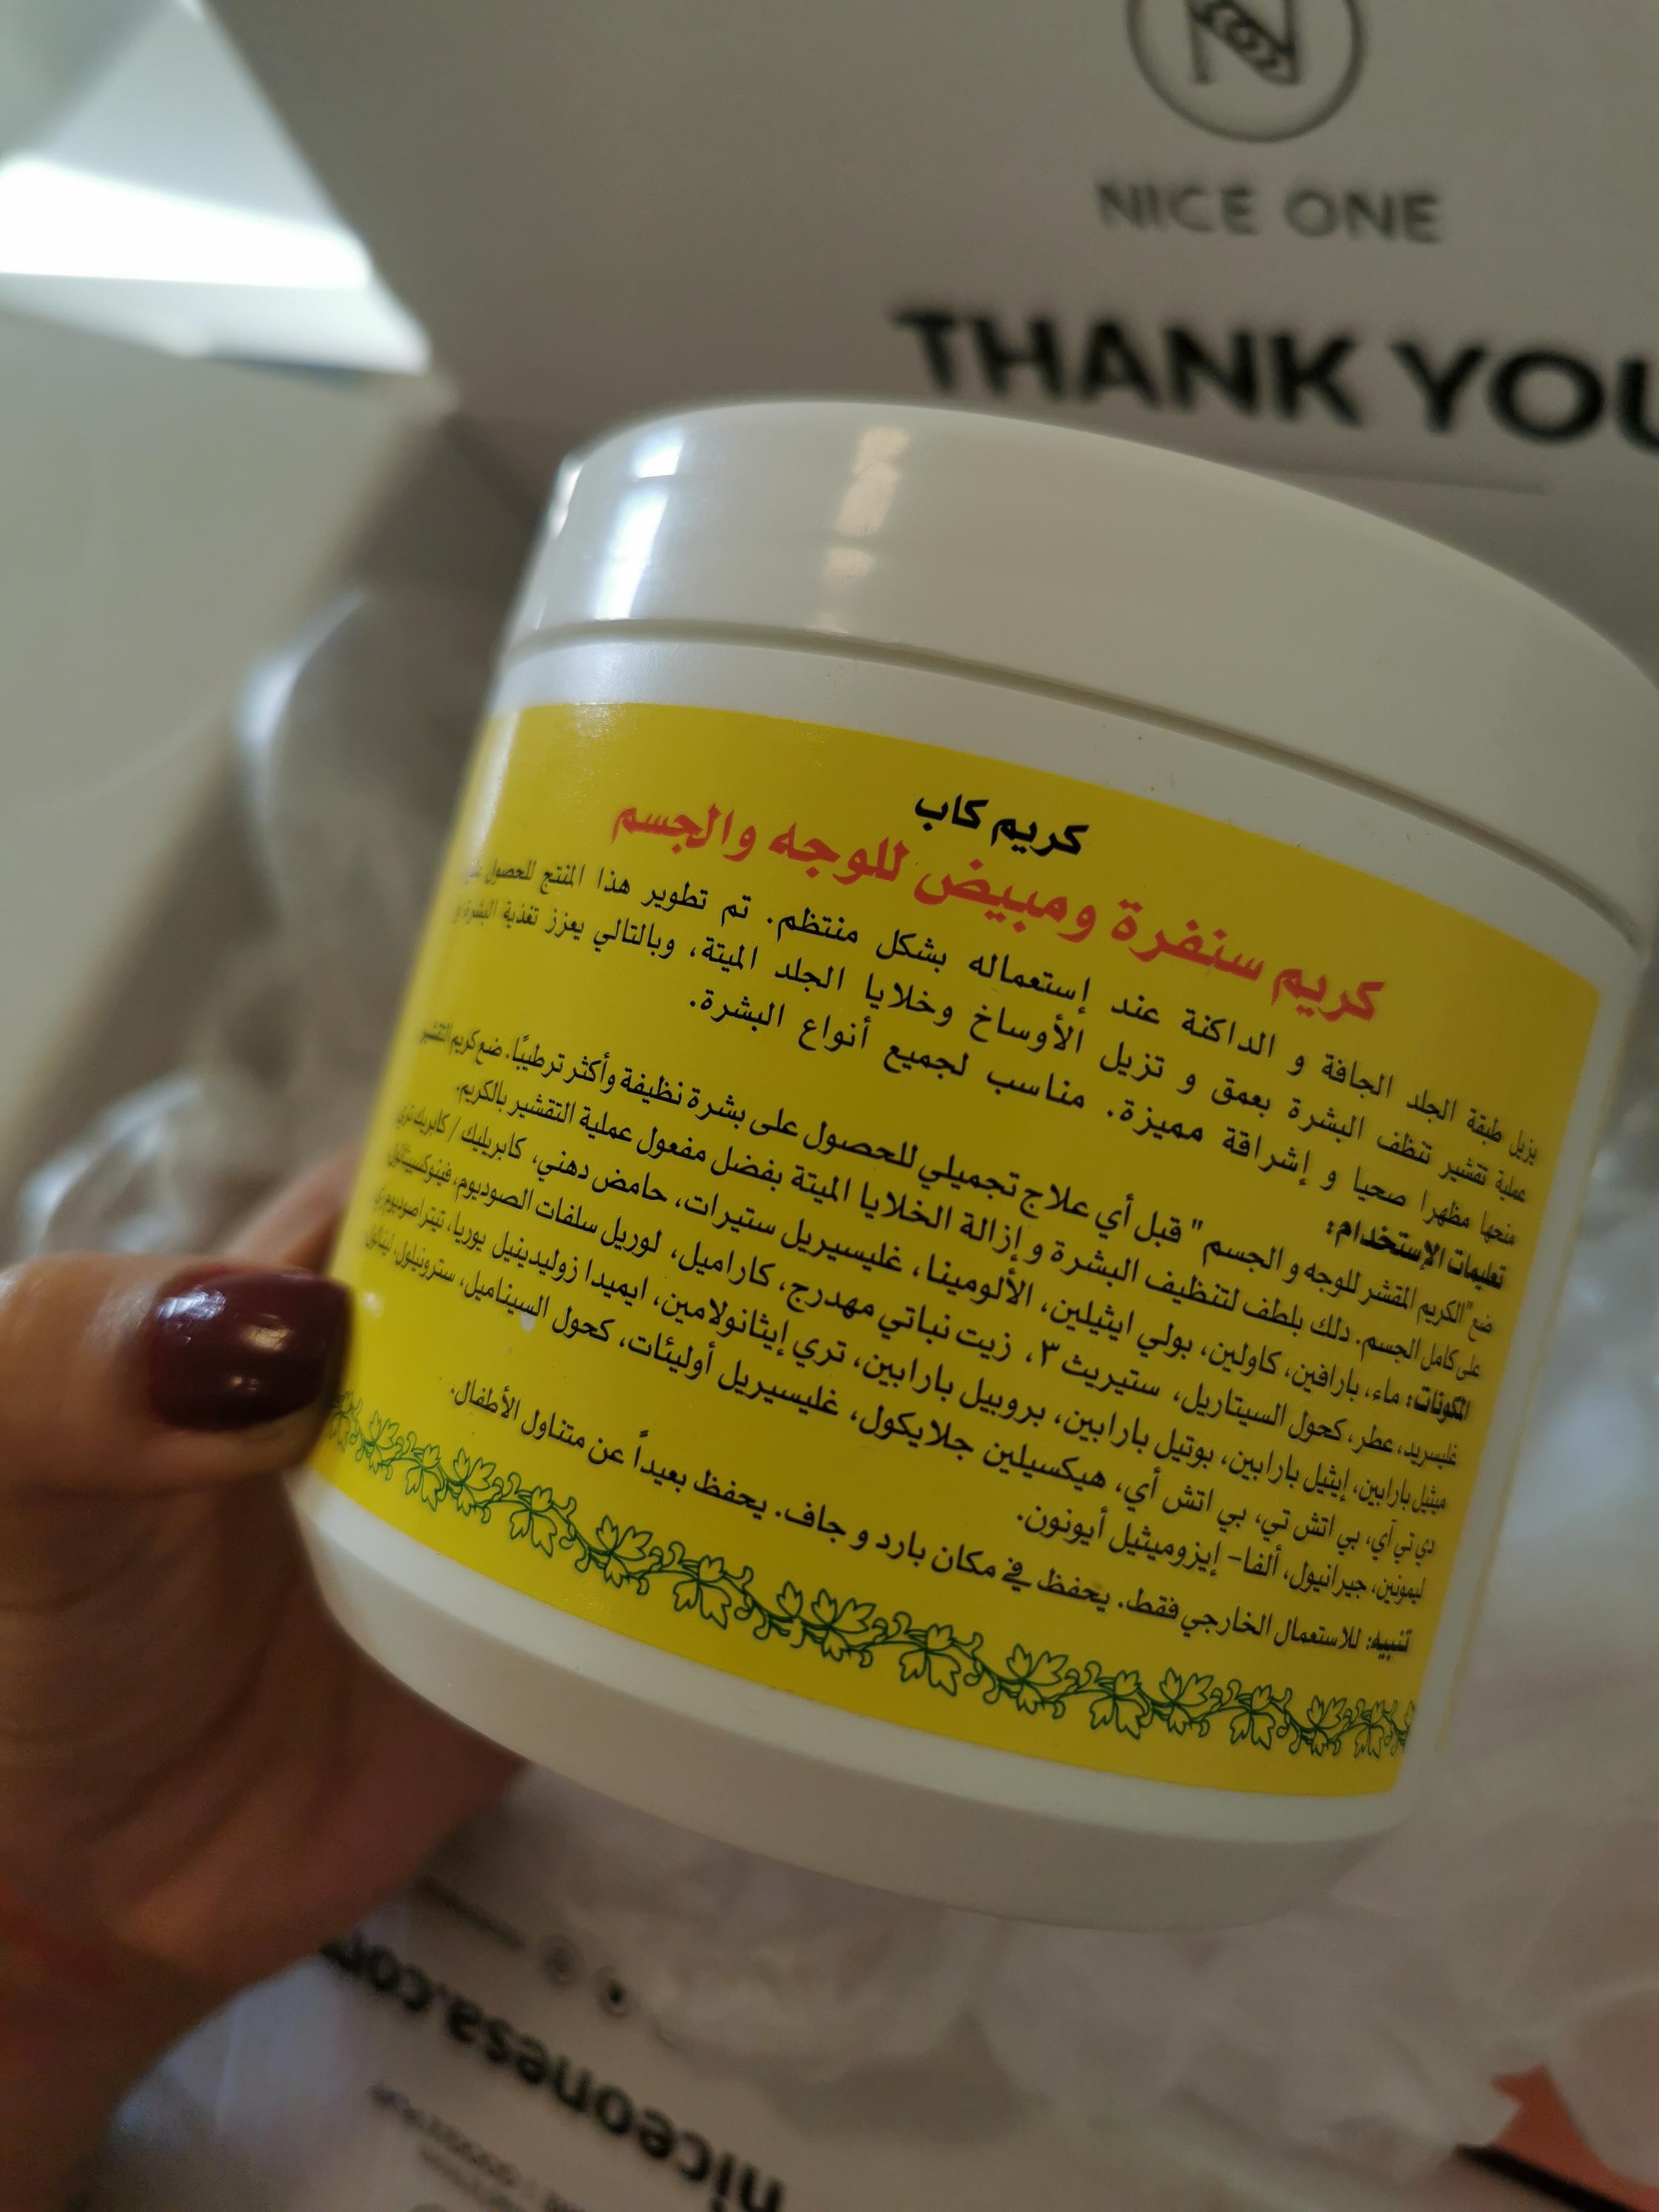 NICE ONE
THANK YOU
كريم كاب
كريم سنفرة ومبيض للوجه والجسم
يزيل طبقة الجلد الجافة و الداكنة عند إستعماله بشكل منتظم. تم تطوير هذا المنتج للحصول على
عملية تقشير تنظف البشرة بعمق و تزيل الأوساخ وخلايا الجلد الميتة، وبالتالي يعزز تغذية البشرة و
منحها مظهرا صحيا و إشراقة مميزة. مناسب لجميع أنواع البشرة.
تعليمات الإستخدام:
ضع "الكريم المقشر للوجه و الجسم " قبل أي علاج تجميلي للحصول على بشرة نظيفة وأكثر ترطيبًا. ضع كريم التقشير
على كامل الجسم. دلك بلطف لتنظيف البشرة و إزالة الخلايا الميتة بفضل مفعول عملية التقشير بالكريم.
المكونات: ماء، بارافين، كاولين، بولي ايثيلين، الألومينا، غليسيريل ستيرات، حامض دهني، كابريليك / كابريك تري
غليسريد، عطر، كحول السيتاريل، ستيريث ٣، زيت نباتي مهدرج، كاراميل، لوريل سلفات الصوديوم، فينوكسيثانول،
ميثيل بارابين، إيثيل بارابين، بوتيل بارابين، بروبيل بارابين، تري إيثانولامين، ايميدا زوليدينيل يوريا، تيتراصوديوم اي
دي تي آي، بي اتش تي، بي اتش أي، هيكسيلين جلايكول، غليسيريل أوليئات، كحول السيناميل، سترونيلول، لينالول،
ليمونين، جيرانيول، ألفا- إيزوميثيل أيونون.
تنبيه: للاستعمال الخارجي فقط. يحفظ في مكان بارد و جاف. يحفظ بعيداً عن متناول الأطفال.
niceonesa.com